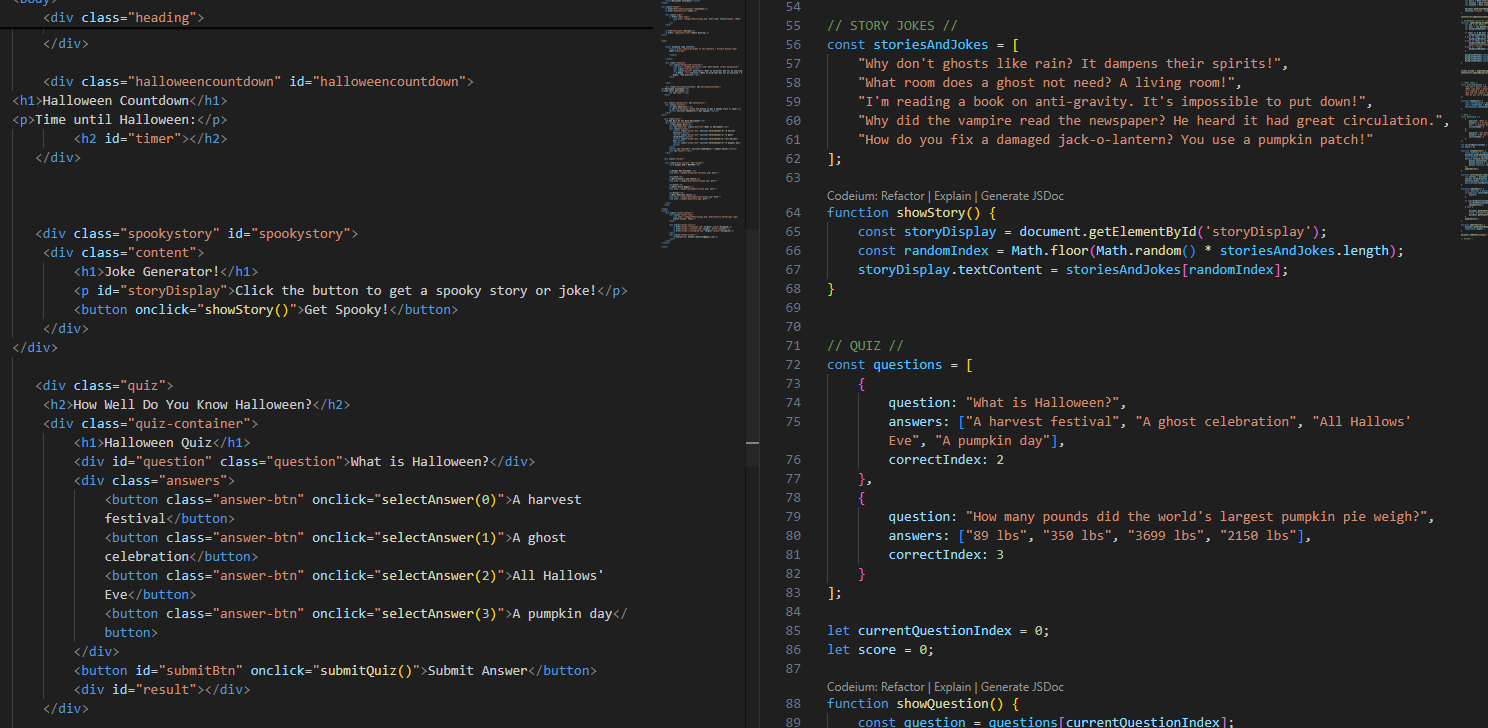 <body>
<div class="heading">
</div>
<div class="halloweencountdown" id="halloweencountdown">
<h1>Halloween Countdown</h1>
<p>Time until Halloween:</p>
<h2 id="timer"></h2>
</div>
<div class="spookystory" id="spookystory">
<div class="content">
<h1>Joke Generator!</h1>
<p id="storyDisplay">Click the button to get a spooky story or joke!</p>
<button onclick="showStory()">Get Spooky!</button>
</div>
</div>
<div class="quiz">
<h2>How Well Do You Know Halloween?</h2>
<div class="quiz-container">
<h1>Halloween Quiz</h1>
<div id="question" class="question">What is Halloween?</div>
<div class="answers">
<button class="answer-btn" onclick="selectAnswer(0)">A harvest
festival</button>
<button class="answer-btn" onclick="selectAnswer(1)">A ghost
celebration</button>
<button class="answer-btn" onclick="selectAnswer(2)">All Hallows'
Eve</button>
<button class="answer-btn" onclick="selectAnswer(3)">A pumpkin day</
button>
</div>
<button id="submitBtn" onclick="submitQuiz()">Submit Answer</button>
<div id="result"></div>
</div>
54
55 // STORY JOKES //
56 const storiesAndJokes = [
57 "Why don't ghosts like rain? It dampens their spirits!",
58 "What room does a ghost not need? A living room!",
59 "I'm reading a book on anti-gravity. It's impossible to put down!",
60 "Why did the vampire read the newspaper? He heard it had great circulation.",
61 "How do you fix a damaged jack-o-lantern? You use a pumpkin patch!"
62 ];
63
Codeium: Refactor | Explain | Generate JSDoc
64 function showStory() {
65 const storyDisplay = document.getElementById('storyDisplay');
66 const randomIndex = Math.floor(Math.random() * storiesAndJokes.length);
67 storyDisplay.textContent = storiesAndJokes[randomIndex];
68 }
69
70
71 // QUIZ //
72 const questions = [
73 {
74 question: "What is Halloween?",
75 answers: ["A harvest festival", "A ghost celebration", "All Hallows'
Eve", "A pumpkin day"],
76 correctIndex: 2
77 },
78 {
79 question: "How many pounds did the world's largest pumpkin pie weigh?",
80 answers: ["89 lbs", "350 lbs", "3699 lbs", "2150 lbs"],
81 correctIndex: 3
82 }
83 ];
84
85 let currentQuestionIndex = 0;
86 let score = 0;
87
Codeium: Refactor | Explain | Generate JSDoc
88 function showQuestion() {
89 const question = questions[currentQuestionIndex];